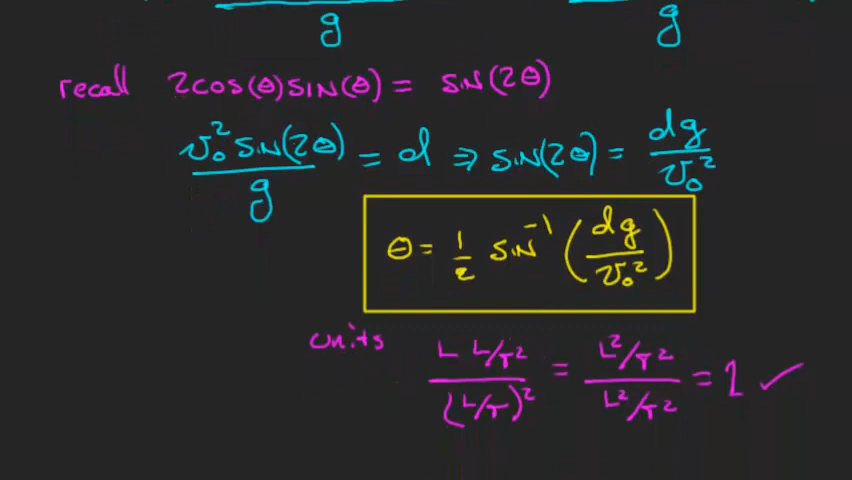 g g
recall 2cos(θ)sin(θ) = sin(2θ)
v₀² sin(2θ) / g = d ⇒ sin(2θ) = dg / v₀²
θ = 1/2 sin⁻¹ (dg / v₀²)
units L L/T² / (L/T)² = L²/T² / L²/T² = 1 ✓